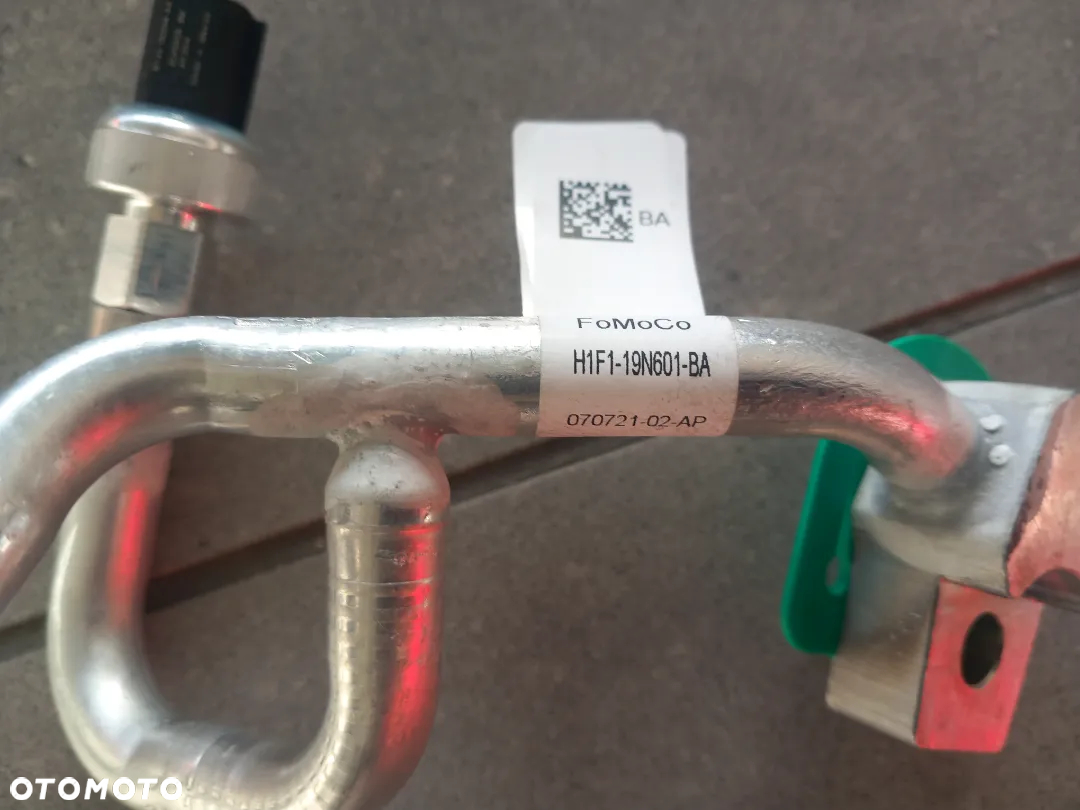 BA
FoMoCo
H1F1-19N601-BA
070721-02-AP
OTOMOTO